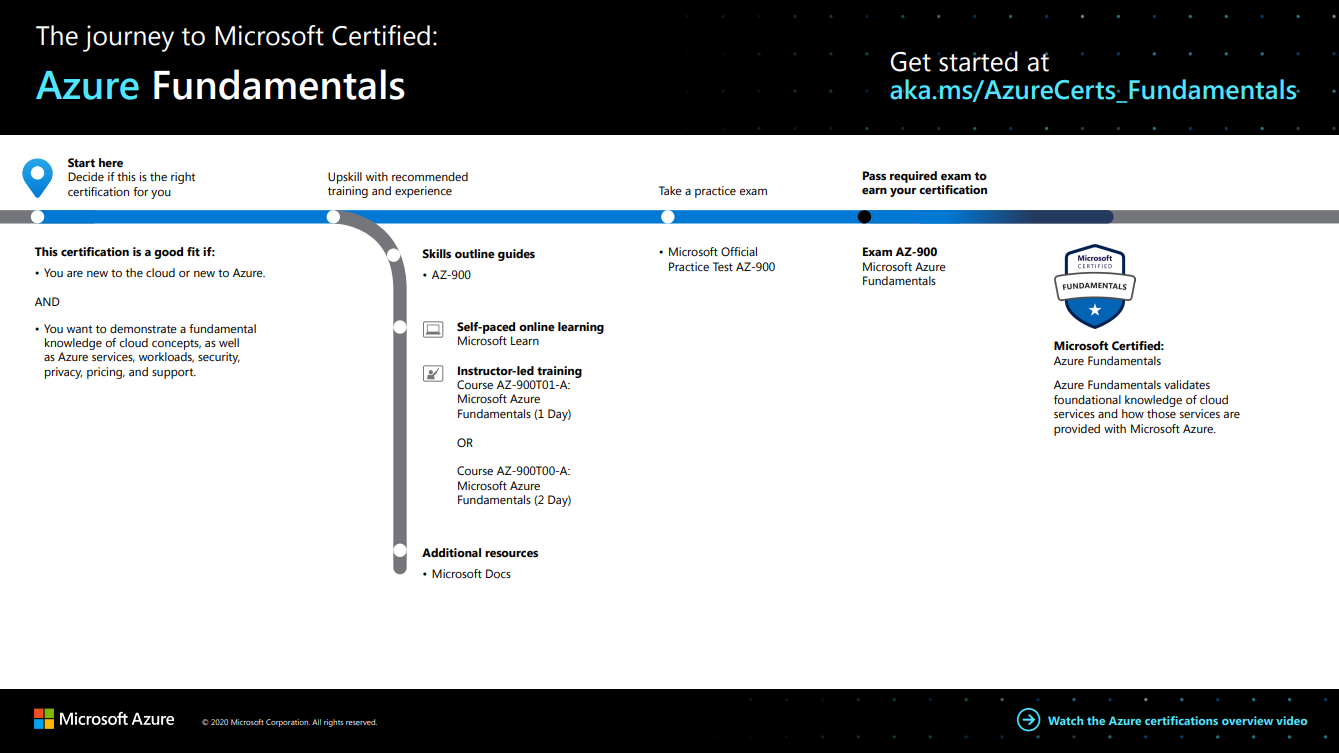 The journey to Microsoft Certified:
Azure Fundamentals
Get started at
aka.ms/AzureCerts_Fundamentals
Start here
Decide if this is the right
certification for you
Upskill with recommended
training and experience
Take a practice exam
Pass required exam to
earn your certification
This certification is a good fit if:
• You are new to the cloud or new to Azure.
AND
• You want to demonstrate a fundamental
knowledge of cloud concepts, as well
as Azure services, workloads, security,
privacy, pricing, and support.
Skills outline guides
• AZ-900
Self-paced online learning
Microsoft Learn
Instructor-led training
Course AZ-900T01-A:
Microsoft Azure
Fundamentals (1 Day)
OR
Course AZ-900T00-A:
Microsoft Azure
Fundamentals (2 Day)
Additional resources
• Microsoft Docs
• Microsoft Official
Practice Test AZ-900
Exam AZ-900
Microsoft Azure
Fundamentals
Microsoft
CERTIFIED
FUNDAMENTALS
Microsoft Certified:
Azure Fundamentals
Azure Fundamentals validates
foundational knowledge of cloud
services and how those services are
provided with Microsoft Azure.
Microsoft Azure
© 2020 Microsoft Corporation. All rights reserved.
Watch the Azure certifications overview video